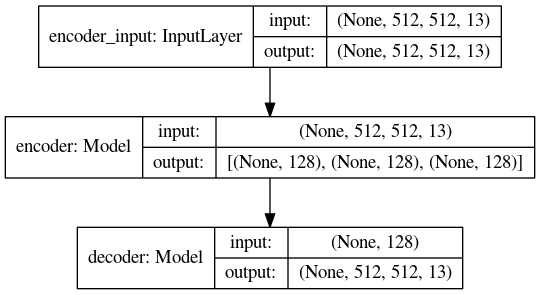 encoder_input: InputLayer
input: (None, 512, 512, 13)
output: (None, 512, 512, 13)
encoder: Model
input: (None, 512, 512, 13)
output: [(None, 128), (None, 128), (None, 128)]
decoder: Model
input: (None, 128)
output: (None, 512, 512, 13)